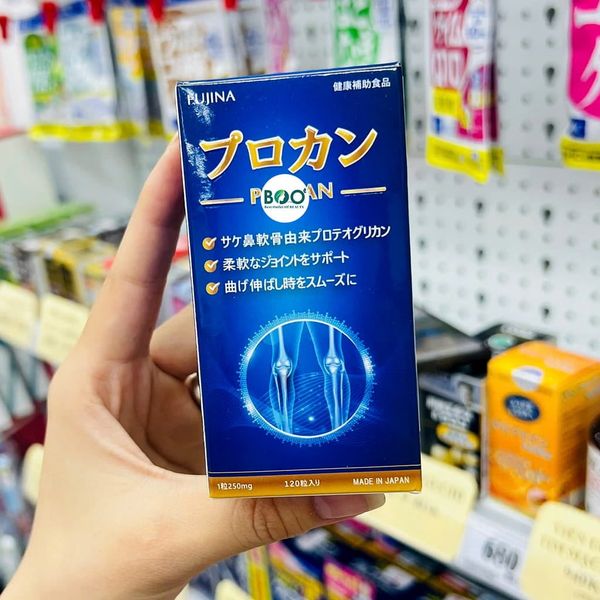 FUJINA
健康補助食品
プロカン
BOO
サケ鼻軟骨由来プロテオグリカン
柔軟なジョイントをサポート
曲げ伸ばし時をスムーズに
1粒250mg
120粒入り
MADE IN JAPAN
680